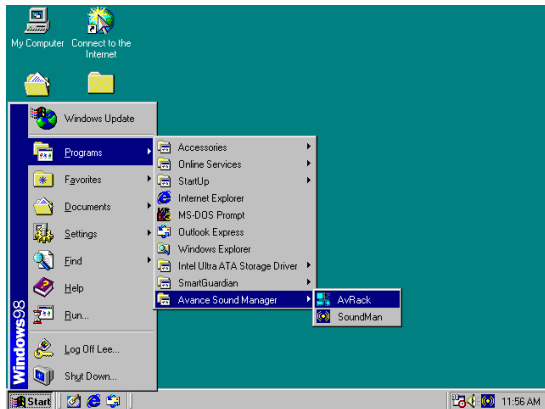 My Computer
Connect to the
Internet
Windows Update
Programs
Favorites
Documents
Settings
Find
Help
Run...
Log Off Lee...
Shut Down...
Windows98
Accessories
Online Services
StartUp
Internet Explorer
MS-DOS Prompt
Outlook Express
Windows Explorer
Intel Ultra ATA Storage Driver
SmartGuardian
Avance Sound Manager
AvRack
SoundMan
Start
11:56 AM